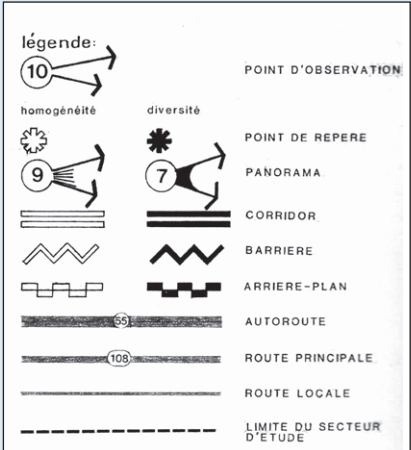 légende:
10
POINT D'OBSERVATION
homogénéité diversité
POINT DE REPERE
9 7 PANORAMA
CORRIDOR
BARRIERE
ARRIERE-PLAN
55 AUTOROUTE
108 ROUTE PRINCIPALE
ROUTE LOCALE
LIMITE DU SECTEUR
D'ETUDE